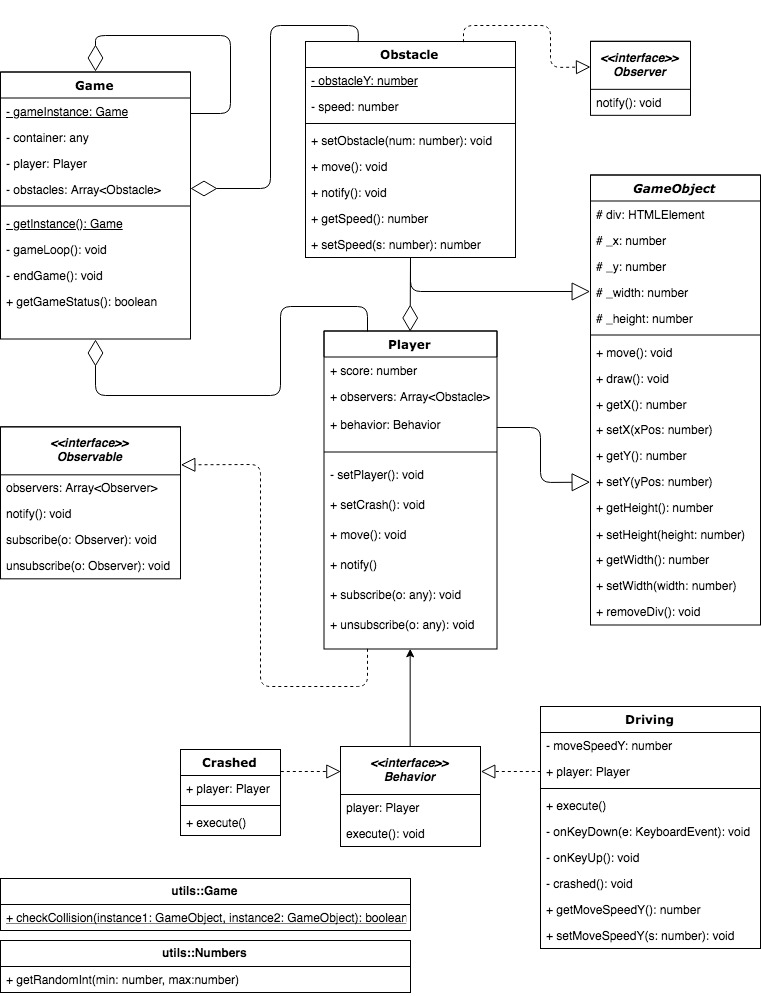 Game
- gameInstance: Game
- container: any
- player: Player
- obstacles: Array<Obstacle>
- getInstance(): Game
- gameLoop(): void
- endGame(): void
+ getGameStatus(): boolean
Obstacle
- obstacleY: number
- speed: number
+ setObstacle(num: number): void
+ move(): void
+ notify(): void
+ getSpeed(): number
+ setSpeed(s: number): number
<<interface>>
Observer
notify(): void
GameObject
# div: HTMLElement
# _x: number
# _y: number
# _width: number
# _height: number
+ move(): void
+ draw(): void
+ getX(): number
+ setX(xPos: number)
+ getY(): number
+ setY(yPos: number)
+ getHeight(): number
+ setHeight(height: number)
+ getWidth(): number
+ setWidth(width: number)
+ removeDiv(): void
Player
+ score: number
+ observers: Array<Obstacle>
+ behavior: Behavior
- setPlayer(): void
+ setCrash(): void
+ move(): void
+ notify()
+ subscribe(o: any): void
+ unsubscribe(o: any): void
<<interface>>
Observable
observers: Array<Observer>
notify(): void
subscribe(o: Observer): void
unsubscribe(o: Observer): void
Crashed
+ player: Player
+ execute()
<<interface>>
Behavior
player: Player
execute(): void
Driving
- moveSpeedY: number
+ player: Player
+ execute()
- onKeyDown(e: KeyboardEvent): void
- onKeyUp(): void
- crashed(): void
+ getMoveSpeedY(): number
+ setMoveSpeedY(s: number): void
utils::Game
+ checkCollision(instance1: GameObject, instance2: GameObject): boolean
utils::Numbers
+ getRandomInt(min: number, max:number)